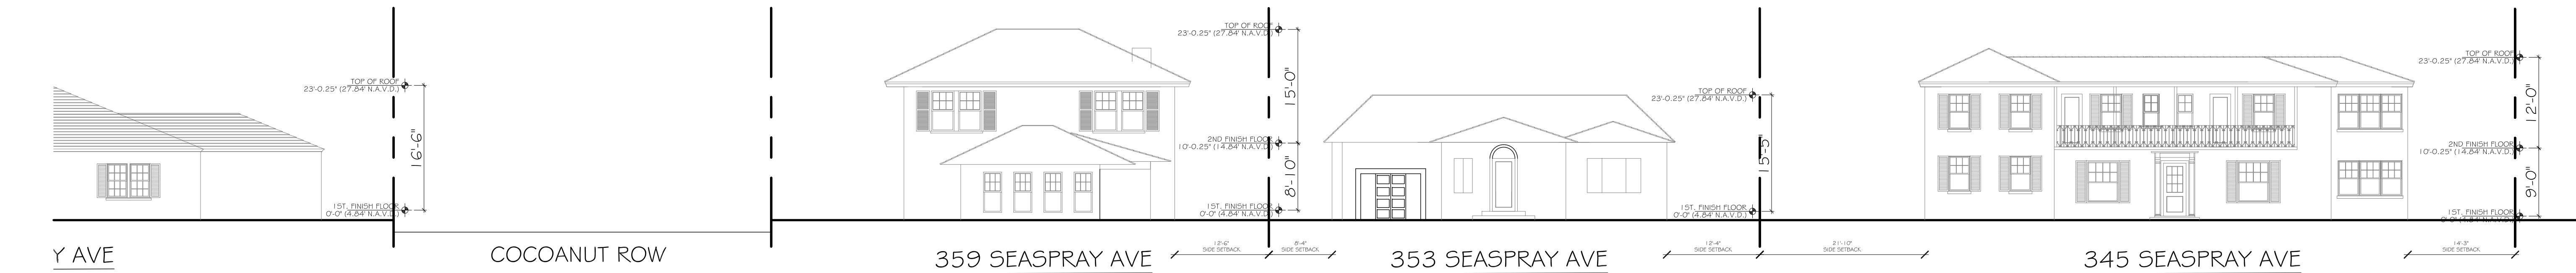 TOP OF ROOF
23'-0.25" (27.84' N.A.V.D.)
16'-6"
1ST. FINISH FLOOR
0'-0" (4.84' N.A.V.D.)
Y AVE
COCOANUT ROW
TOP OF ROOF
23'-0.25" (27.84' N.A.V.D.)
15'-0"
2ND FINISH FLOOR
10'-0.25" (14.84' N.A.V.D.)
8'-10"
1ST. FINISH FLOOR
0'-0" (4.84' N.A.V.D.)
359 SEASPRAY AVE
12'-6"
SIDE SETBACK
8'-4"
SIDE SETBACK
TOP OF ROOF
23'-0.25" (27.84' N.A.V.D.)
15'-5"
1ST. FINISH FLOOR
0'-0" (4.84' N.A.V.D.)
353 SEASPRAY AVE
12'-4"
SIDE SETBACK
21'-10"
SIDE SETBACK
TOP OF ROOF
23'-0.25" (27.84' N.A.V.D.)
12'-0"
2ND FINISH FLOOR
10'-0.25" (14.84' N.A.V.D.)
9'-0"
1ST. FINISH FLOOR
0'-0" (4.84' N.A.V.D.)
345 SEASPRAY AVE
14'-3"
SIDE SETBACK